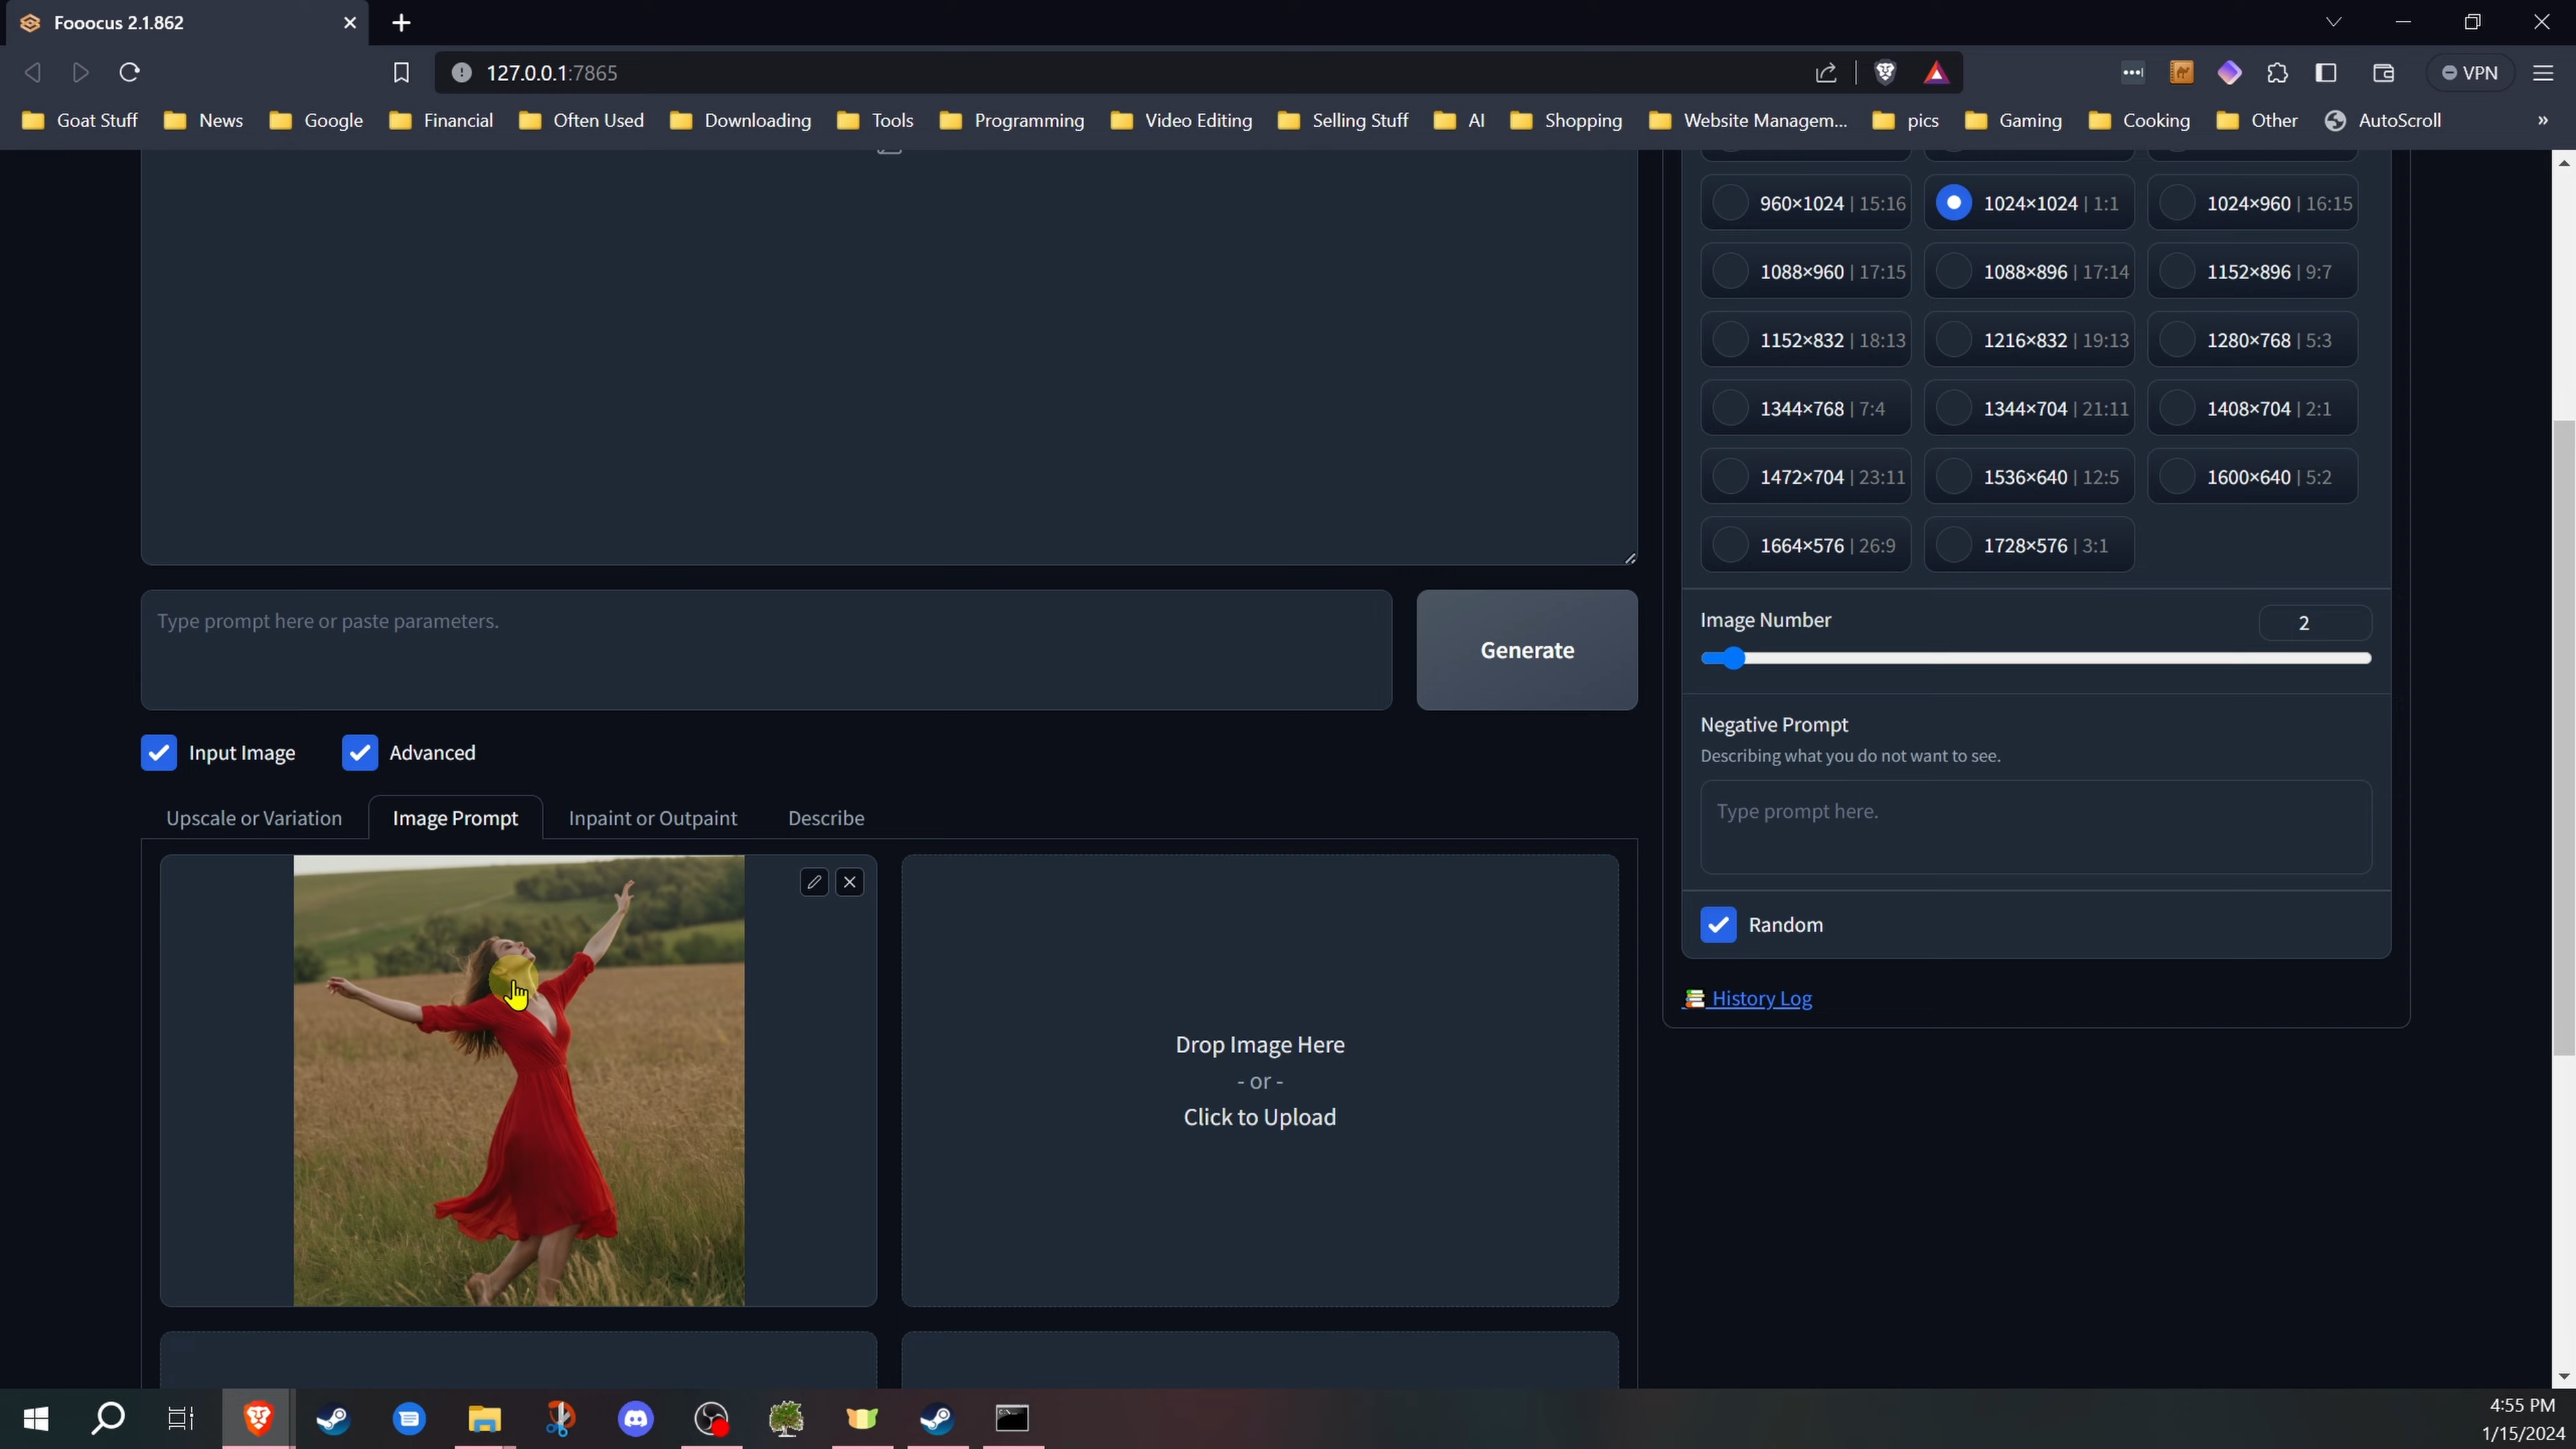 Fooocus 2.1.862
127.0.0.1:7865
VPN
Goat Stuff
News
Google
Financial
Often Used
Downloading
Tools
Programming
Video Editing
Selling Stuff
AI
Shopping
Website Managem...
pics
Gaming
Cooking
Other
AutoScroll
»
960×1024 | 15:16
1024×1024 | 1:1
1024×960 | 16:15
1088×960 | 17:15
1088×896 | 17:14
1152×896 | 9:7
1152×832 | 18:13
1216×832 | 19:13
1280×768 | 5:3
1344×768 | 7:4
1344×704 | 21:11
1408×704 | 2:1
1472×704 | 23:11
1536×640 | 12:5
1600×640 | 5:2
1664×576 | 26:9
1728×576 | 3:1
Type prompt here or paste parameters.
Generate
Image Number
2
Input Image
Advanced
Negative Prompt
Describing what you do not want to see.
Type prompt here.
Upscale or Variation
Image Prompt
Inpaint or Outpaint
Describe
Random
History Log
Drop Image Here
- or -
Click to Upload
4:55 PM
1/15/2024